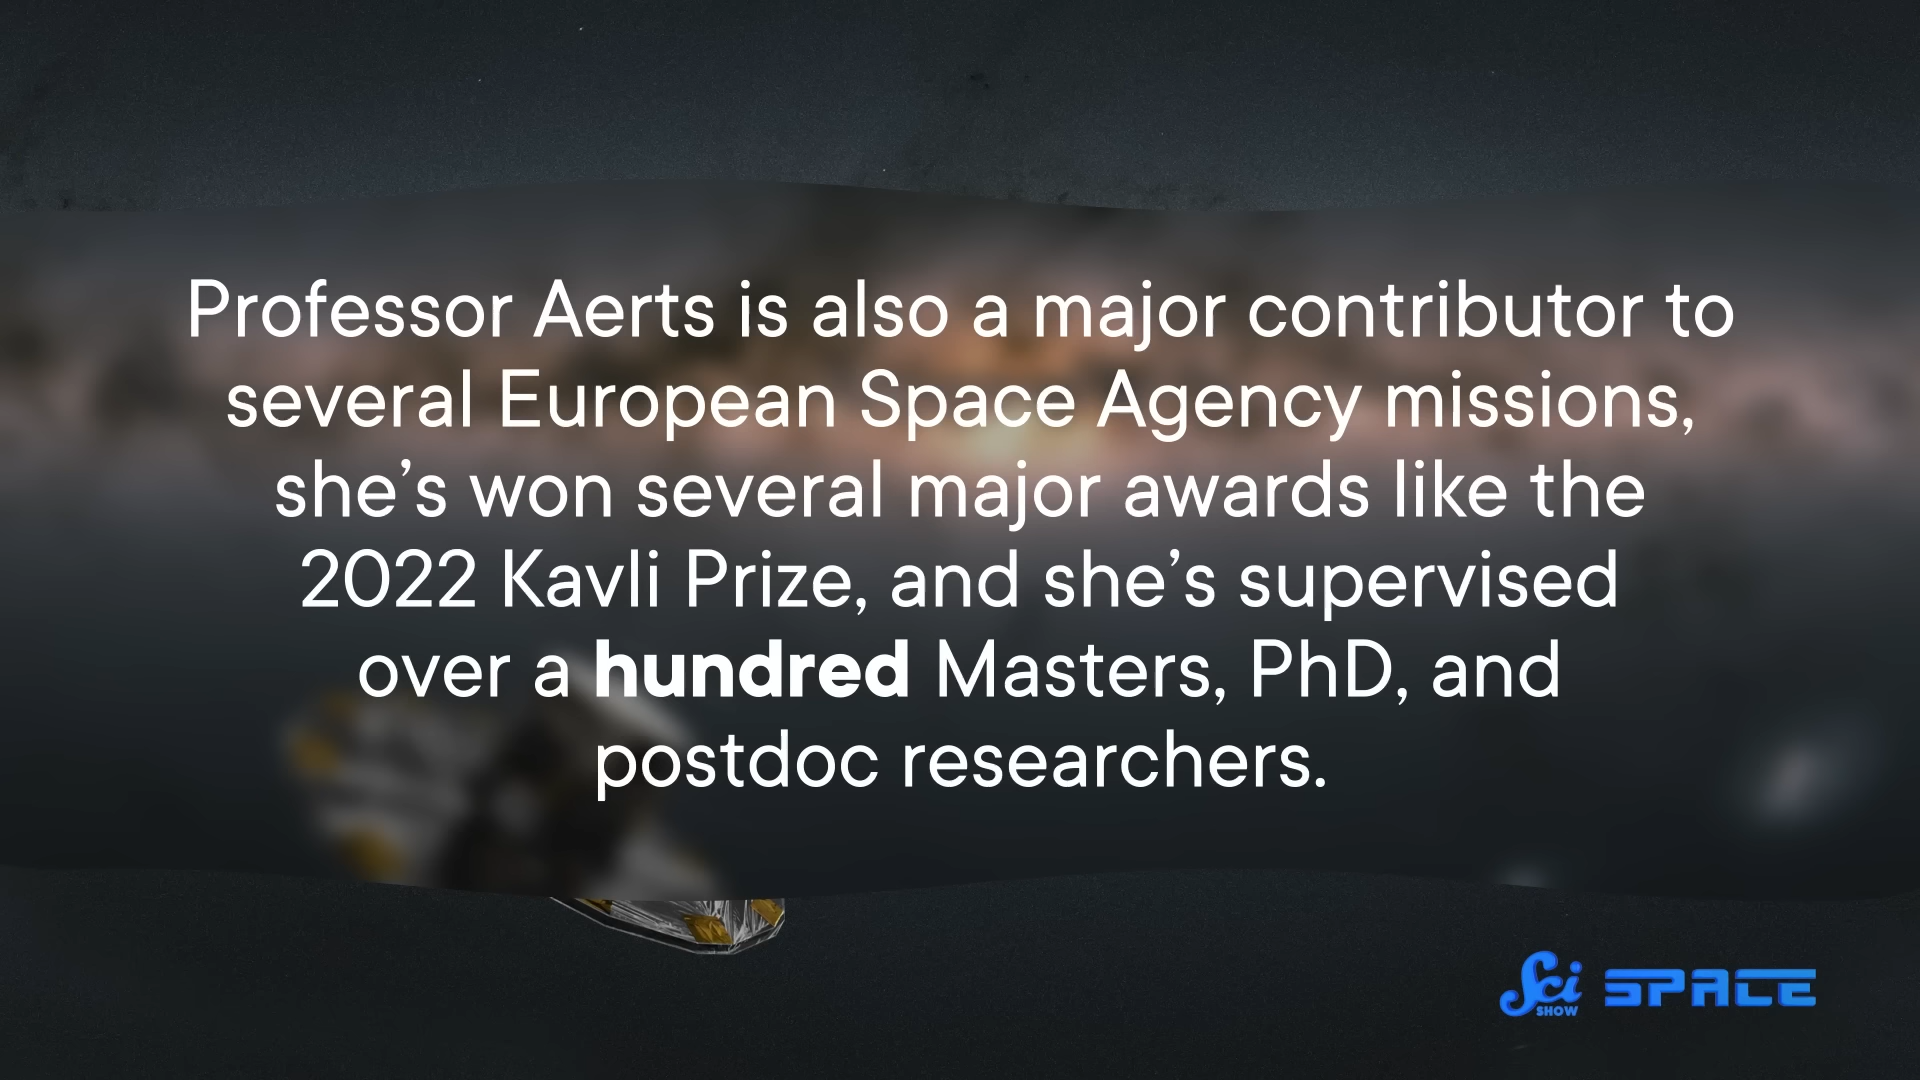 Professor Aerts is also a major contributor to
several European Space Agency missions,
she’s won several major awards like the
2022 Kavli Prize, and she’s supervised
over a hundred Masters, PhD, and
postdoc researchers.
Sci SHOW SPACE